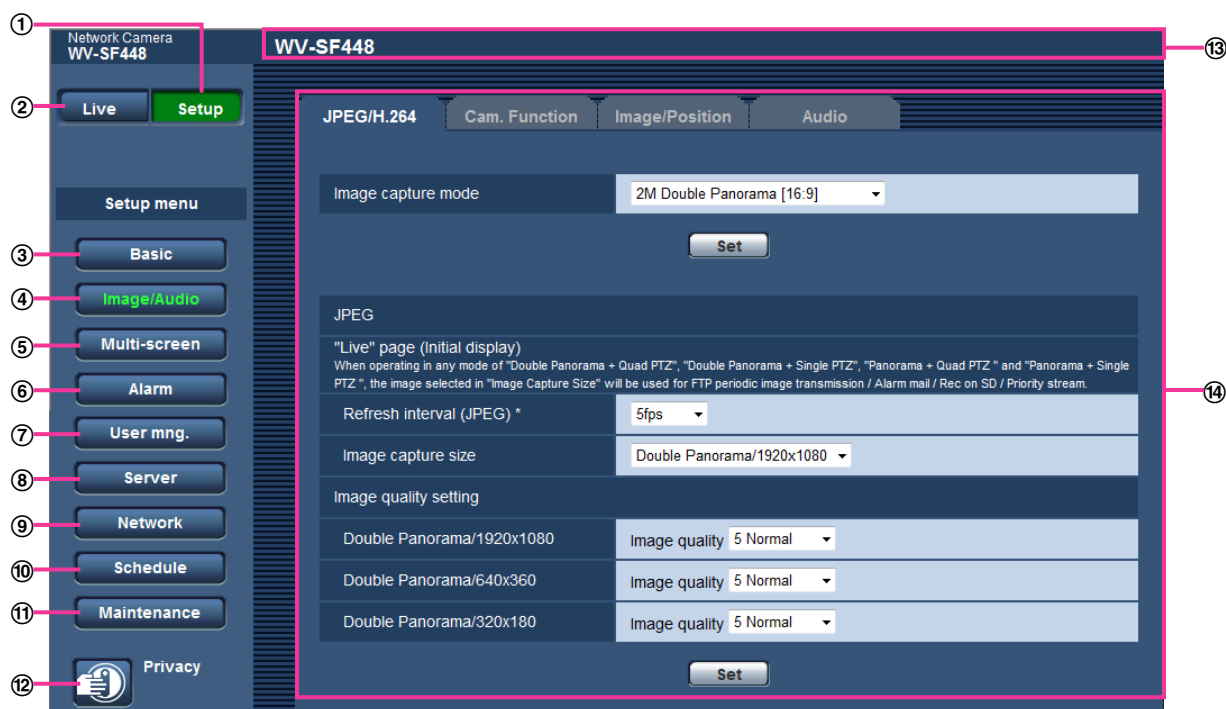 ①
Network Camera
WV-SF448
WV-SF448
⑬
②
Live
Setup
JPEG/H.264
Cam. Function
Image/Position
Audio
Image capture mode
2M Double Panorama [16:9]
Setup menu
Set
③
Basic
④
Image/Audio
JPEG
⑤
Multi-screen
"Live" page (Initial display)
When operating in any mode of "Double Panorama + Quad PTZ", "Double Panorama + Single PTZ", "Panorama + Quad PTZ " and "Panorama + Single
PTZ ", the image selected in "Image Capture Size" will be used for FTP periodic image transmission / Alarm mail / Rec on SD / Priority stream.
⑥
Alarm
⑭
Refresh interval (JPEG) *
5fps
⑦
User mng.
Image capture size
Double Panorama/1920x1080
⑧
Server
Image quality setting
⑨
Network
Double Panorama/1920x1080
Image quality 5 Normal
⑩
Schedule
Double Panorama/640x360
Image quality 5 Normal
⑪
Maintenance
Double Panorama/320x180
Image quality 5 Normal
⑫
Privacy
Set